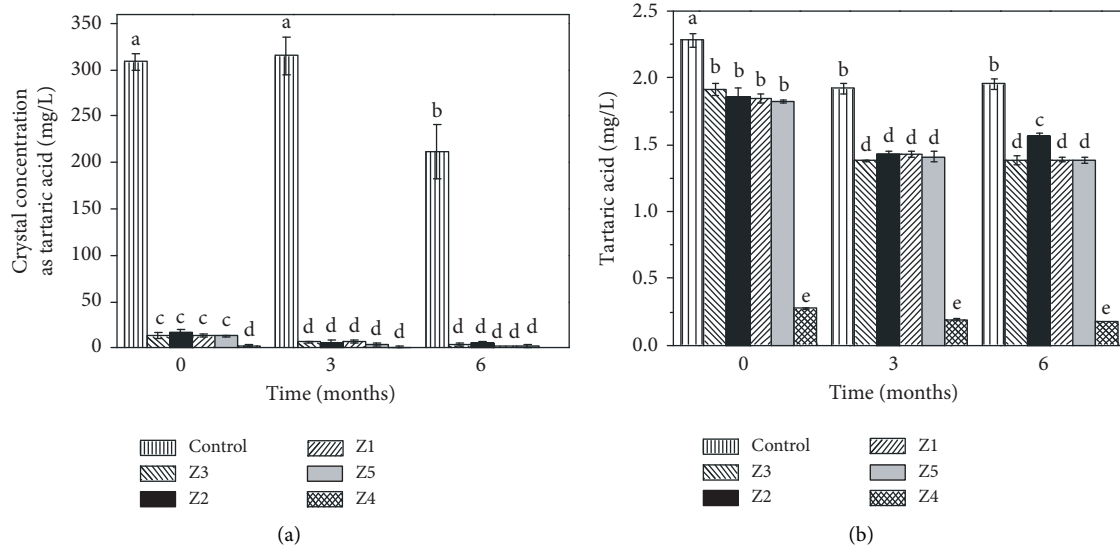 350
300
250
200
150
100
50
0
Crystal concentration
as tartaric acid (mg/L)
a
c c c c d
a
d d d d d
b
d d d d d
0 3 6
Time (months)
Control Z1
Z3 Z5
Z2 Z4
(a)
2.5
2.0
1.5
1.0
0.5
0.0
Tartaric acid (mg/L)
a
b b b b
e
b
d d d d
e
b
d c d d
e
0 3 6
Time (months)
Control Z1
Z3 Z5
Z2 Z4
(b)